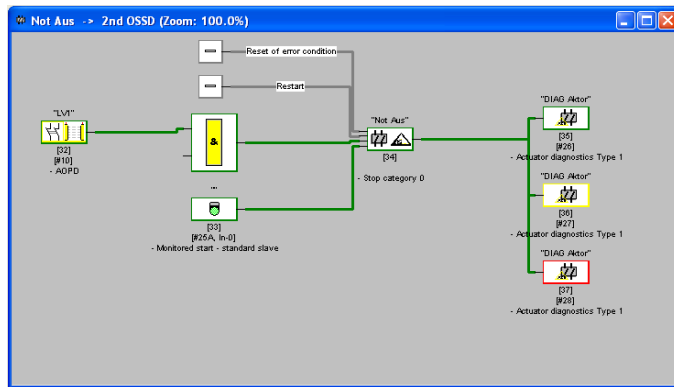 Not Aus -> 2nd OSSD (Zoom: 100.0%)
Reset of error condition
Restart
"LV1"
[32]
[#10]
- AOPD
&
...
[33]
[#25A, In-0]
- Monitored start - standard slave
"Not Aus"
[34]
- Stop category 0
"DIAG Aktor"
[35]
[#26]
- Actuator diagnostics Type 1
"DIAG Aktor"
[36]
[#27]
- Actuator diagnostics Type 1
"DIAG Aktor"
[37]
[#28]
- Actuator diagnostics Type 1